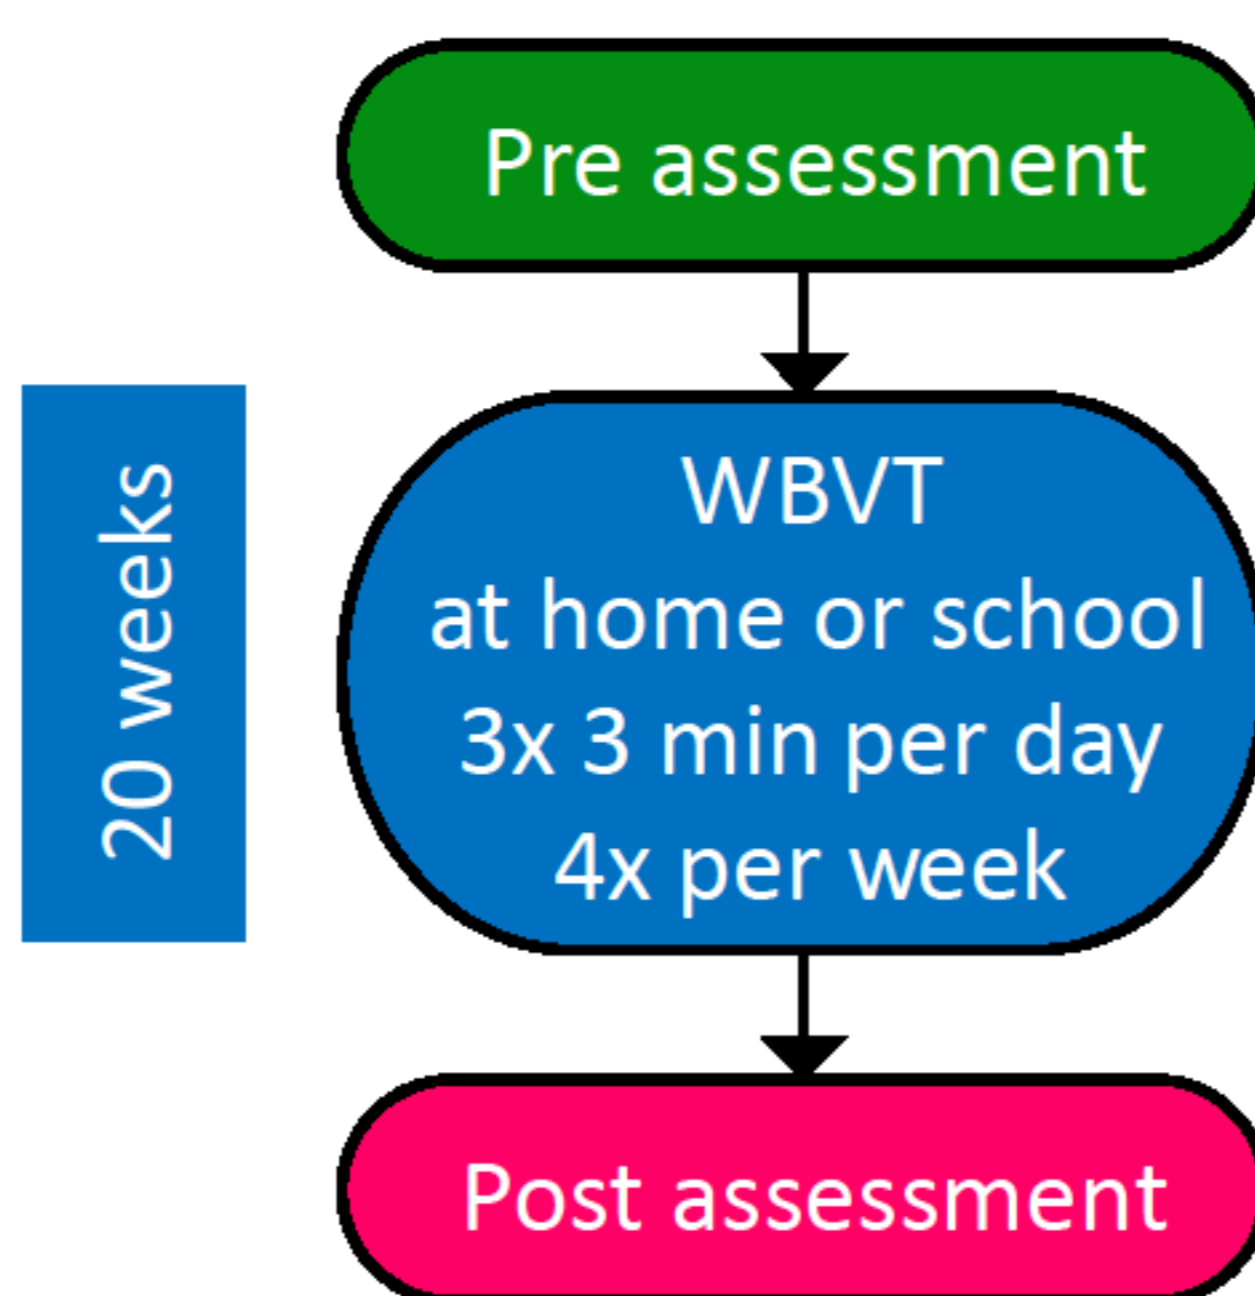 Pre assessment
20 weeks
WBVT
at home or school
3x 3 min per day
4x per week
Post assessment